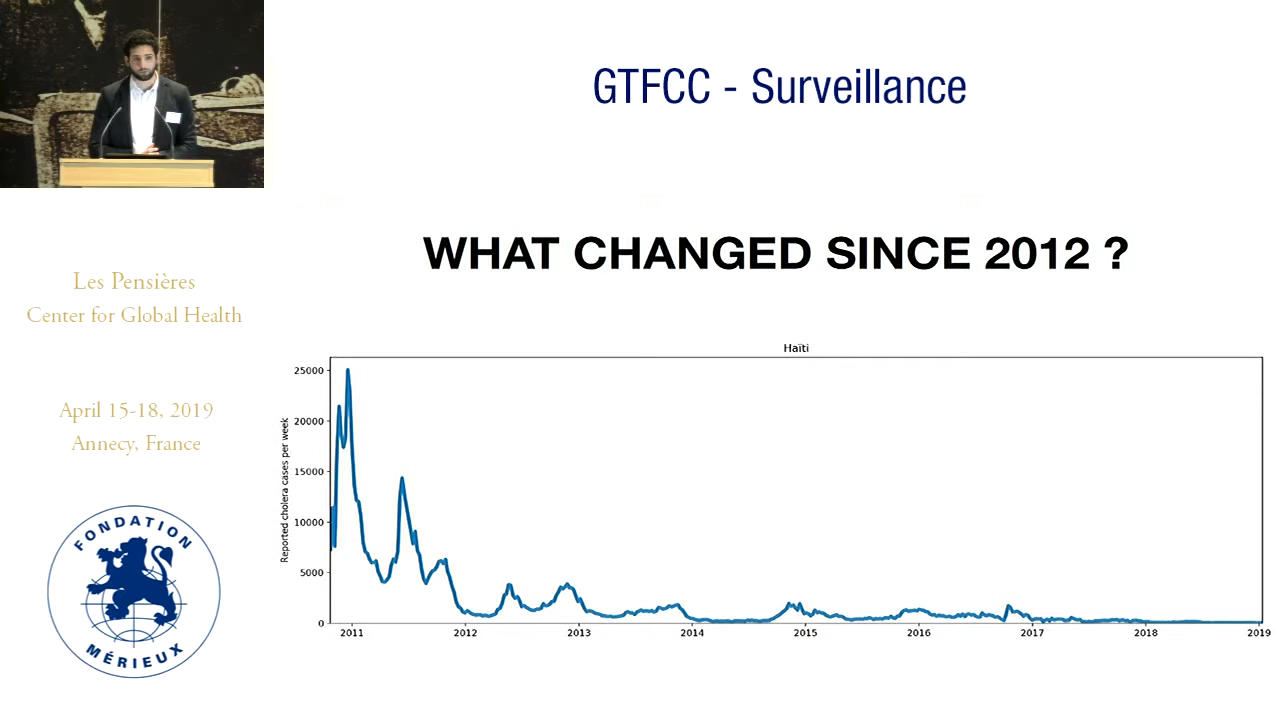 GTFCC - Surveillance
WHAT CHANGED SINCE 2012 ?
Les Pensières
Center for Global Health
April 15-18, 2019
Annecy, France
FONDATION
MÉRIEUX
Haïti
Reported cholera cases per week
25000
20000
15000
10000
5000
0
2011 2012 2013 2014 2015 2016 2017 2018 2019